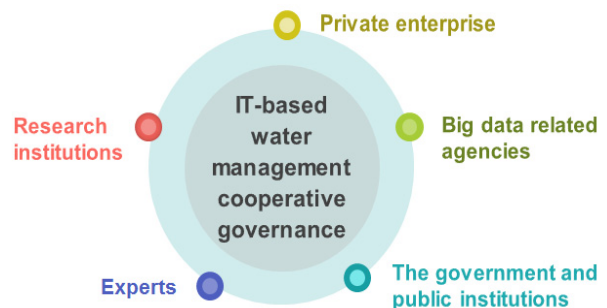 Private enterprise
IT-based
water
management
cooperative
governance
Research
institutions
Big data related
agencies
Experts
The government and
public institutions